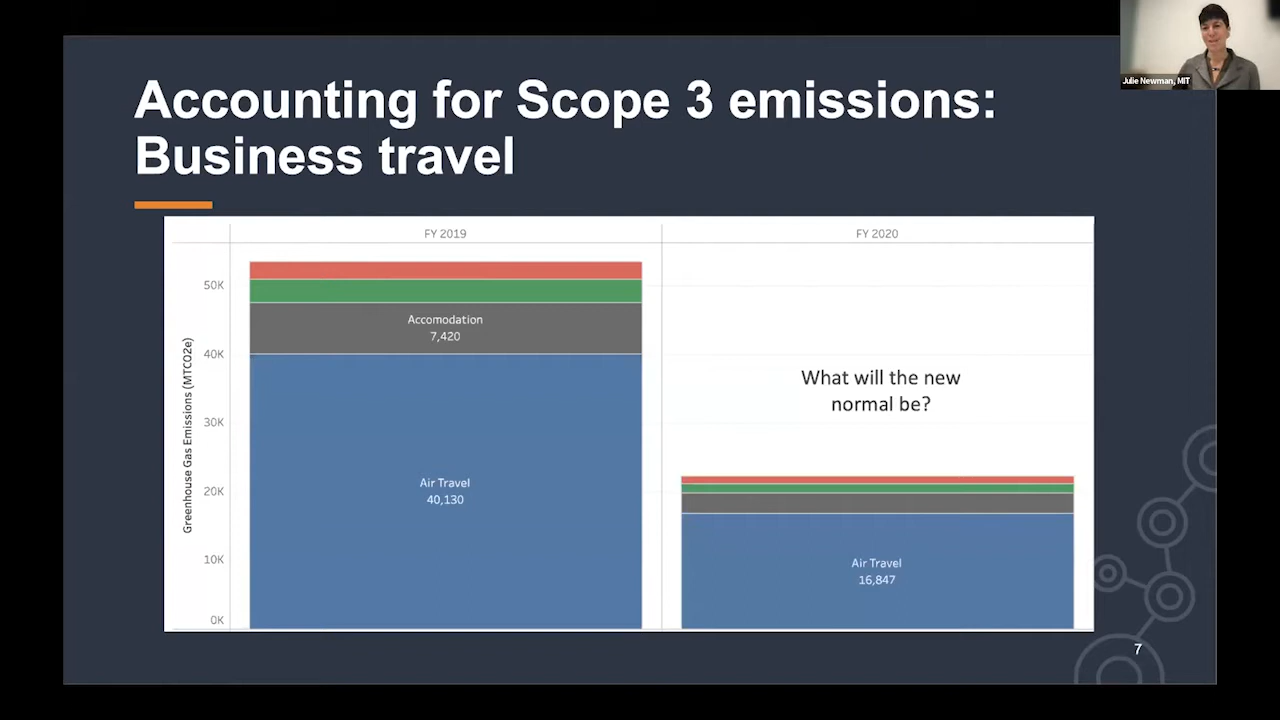 Julie Newman, MIT
Accounting for Scope 3 emissions:
Business travel
FY 2019
FY 2020
Greenhouse Gas Emissions (MTCO2e)
50K
40K
30K
20K
10K
0K
Accomodation
7,420
Air Travel
40,130
What will the new
normal be?
Air Travel
16,847
7